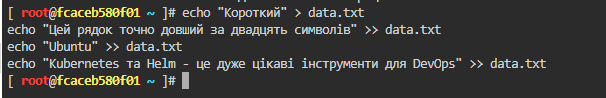 [ root@fcaceb580f01 ~ ]# echo "Короткий" > data.txt
echo "Цей рядок точно довший за двадцять символів" >> data.txt
echo "Ubuntu" >> data.txt
echo "Kubernetes та Helm - це дуже цікаві інструменти для DevOps" >> data.txt
[ root@fcaceb580f01 ~ ]#